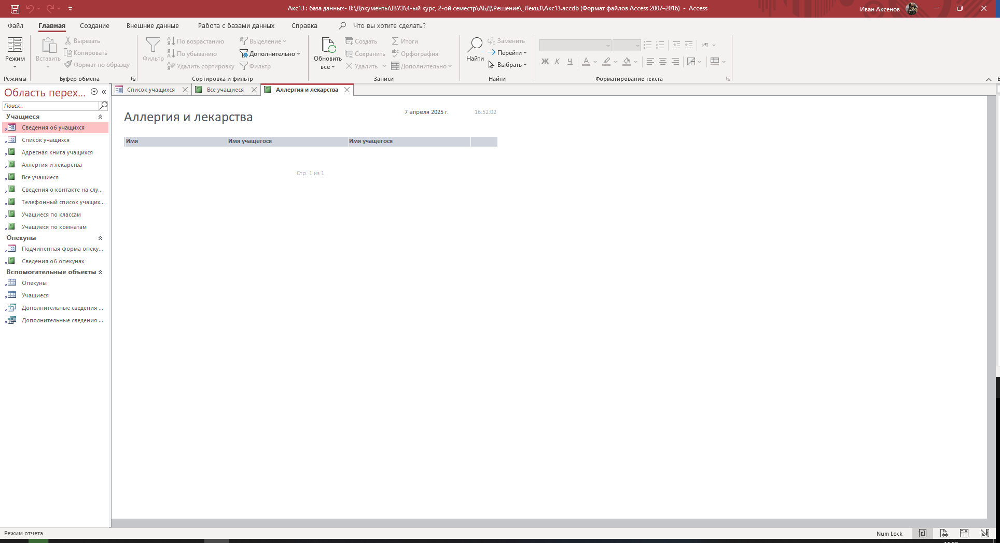 Акс13 : база данных- B:\Документы\!ВУЗ\4-ый курс, 2-ой семестр\АБД\Решение\_Лекц3\Акс13.accdb (Формат файлов Access 2007–2016) - Access
Иван Аксенов
Файл Главная Создание Внешние данные Работа с базами данных Справка Что вы хотите сделать?
Режим
Режимы
Вставить
Вырезать
Копировать
Формат по образцу
Буфер обмена
Фильтр
По возрастанию
По убыванию
Удалить сортировку
Выделение
Дополнительно
Фильтр
Сортировка и фильтр
Обновить
все
Создать
Сохранить
Удалить
Итоги
Орфография
Дополнительно
Записи
Найти
Заменить
Перейти
Выбрать
Найти
Ж К Ч А
Форматирование текста
Область перех...
Поиск...
Учащиеся
Сведения об учащихся
Список учащихся
Адресная книга учащихся
Аллергия и лекарства
Все учащиеся
Сведения о контакте на слу...
Телефонный список учащих...
Учащиеся по классам
Учащиеся по комнатам
Опекуны
Подчиненная форма опеку...
Сведения об опекунах
Вспомогательные объекты
Опекуны
Учащиеся
Дополнительные сведения ...
Дополнительные сведения ...
Список учащихся Все учащиеся Аллергия и лекарства
Аллергия и лекарства
7 апреля 2025 г. 16:52:02
Имя Имя учащегося Имя учащегося
Стр. 1 из 1
Режим отчета
Num Lock